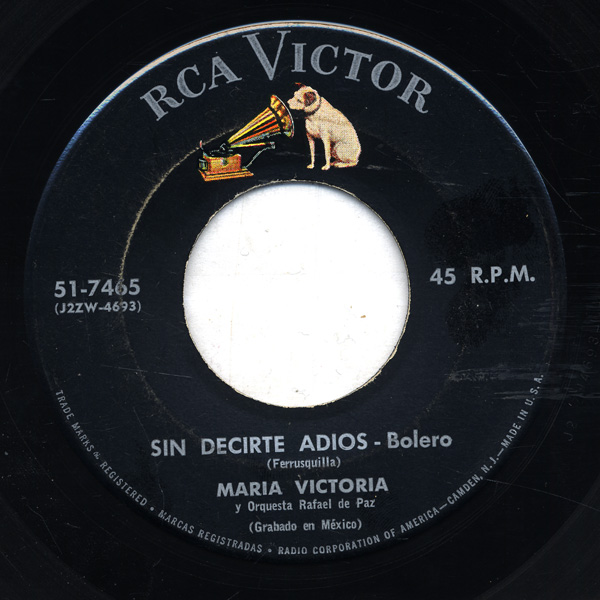 RCA VICTOR
51-7465
(J2ZW-4693)
45 R.P.M.
SIN DECIRTE ADIOS - Bolero
(Ferrusquilla)
MARIA VICTORIA
y Orquesta Rafael de Paz
(Grabado en México)
TRADE MARKS ® REGISTERED • MARCAS REGISTRADAS • RADIO CORPORATION OF AMERICA—CAMDEN, N.J.—MADE IN U.S.A.